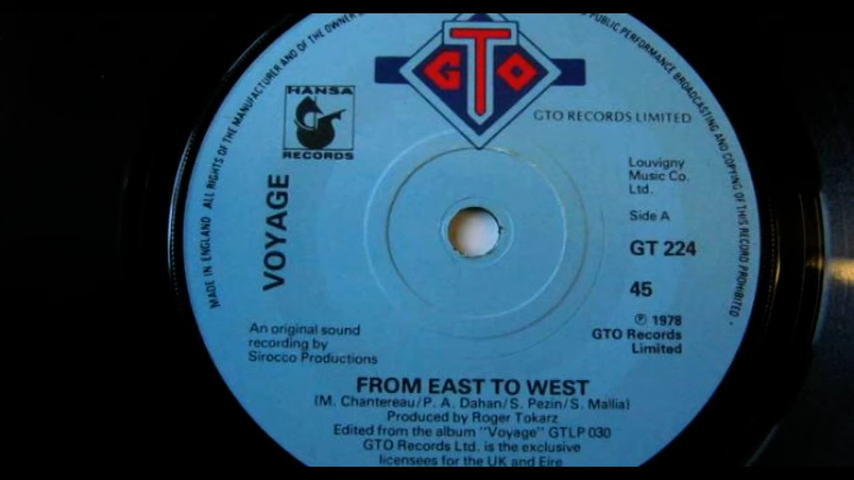 MADE IN ENGLAND ALL RIGHTS OF THE MANUFACTURER AND OF THE OWNER
PUBLIC PERFORMANCE BROADCASTING AND COPYING OF THIS RECORD PROHIBITED.
GTO
GTO RECORDS LIMITED
HANSA
RECORDS
VOYAGE
Louvigny
Music Co.
Ltd.
Side A
GT 224
45
℗ 1978
GTO Records
Limited
An original sound
recording by
Sirocco Productions
FROM EAST TO WEST
(M. Chantereau/P. A. Dahan/S. Pezin/S. Mallia)
Produced by Roger Tokarz
Edited from the album "Voyage" GTLP 030
GTO Records Ltd. is the exclusive
licensees for the UK and Eire